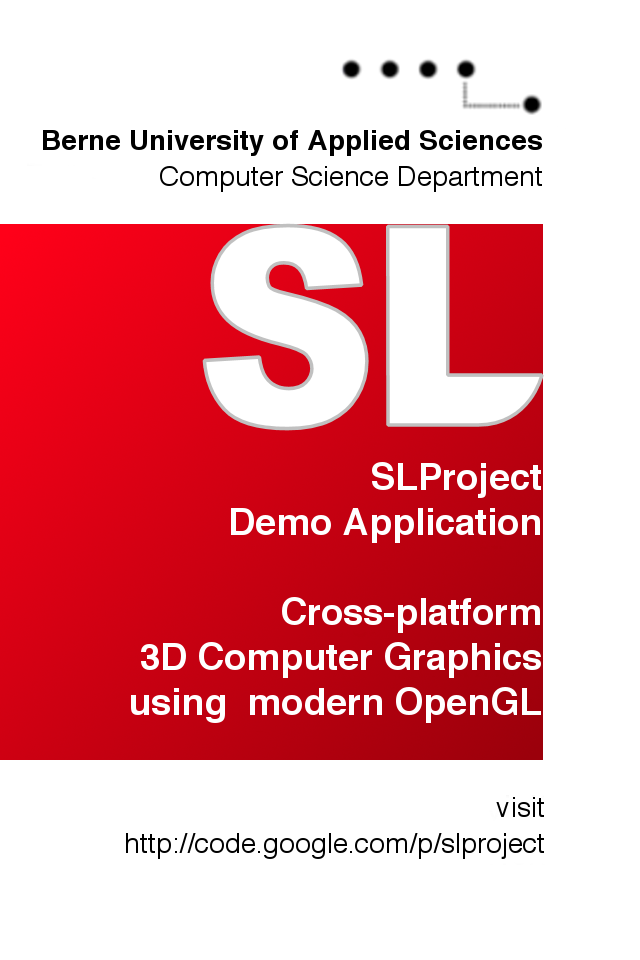 Berne University of Applied Sciences
Computer Science Department
SL
SLProject
Demo Application
Cross-platform
3D Computer Graphics
using  modern OpenGL
visit
http://code.google.com/p/slproject